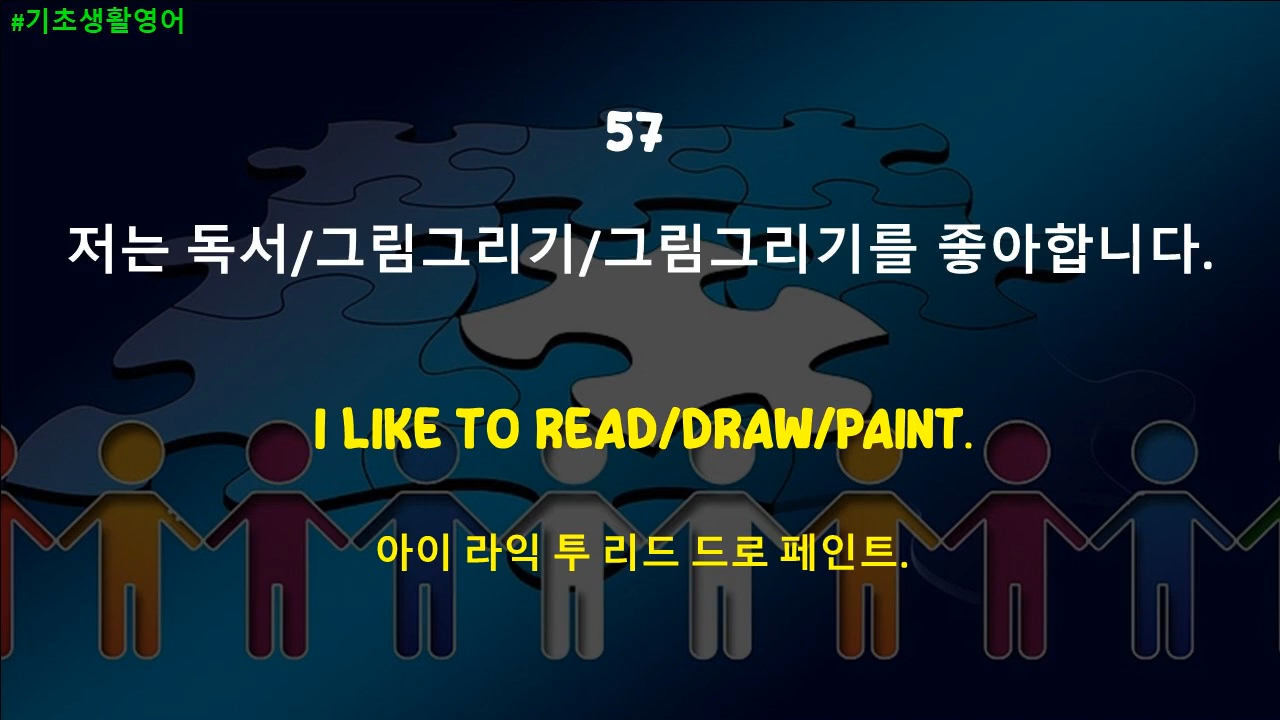 #기초생활영어
57
저는 독서/그림그리기/그림그리기를 좋아합니다.
I LIKE TO READ/DRAW/PAINT.
아이 라익 투 리드 드로 페인트.